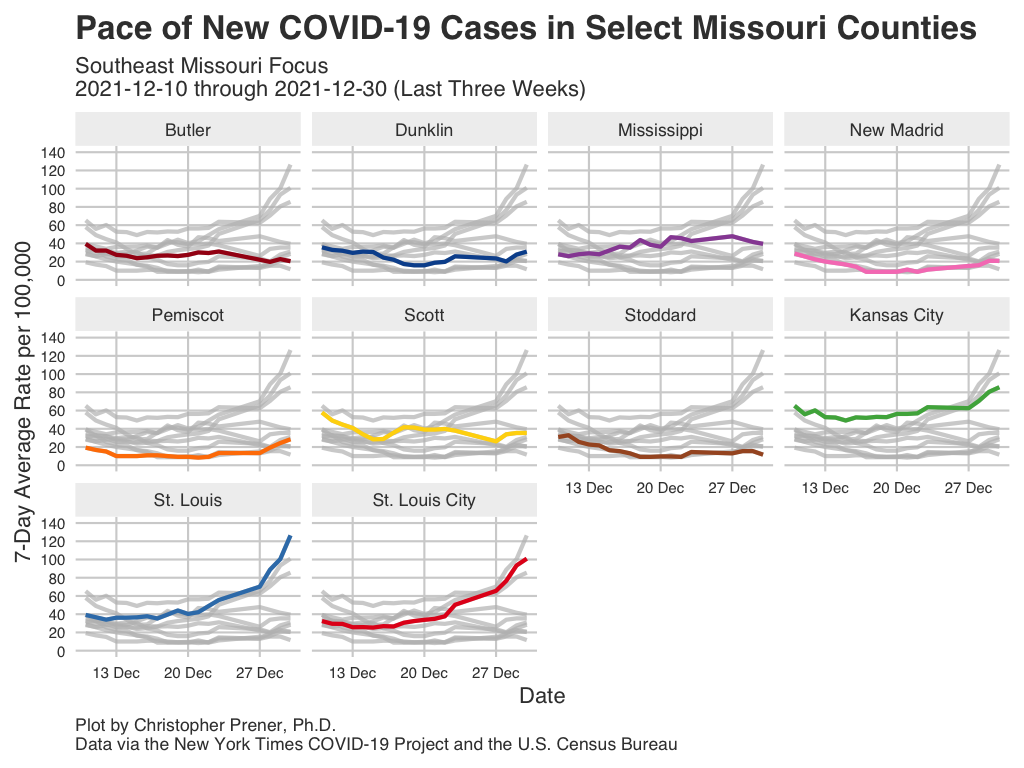 Pace of New COVID-19 Cases in Select Missouri Counties
Southeast Missouri Focus
2021-12-10 through 2021-12-30 (Last Three Weeks)
Butler
Dunklin
Mississippi
New Madrid
140
120
100
80
60
40
20
0
Pemiscot
Scott
Stoddard
Kansas City
140
120
100
80
60
40
20
0
13 Dec
20 Dec
27 Dec
13 Dec
20 Dec
27 Dec
St. Louis
St. Louis City
140
120
100
80
60
40
20
0
13 Dec
20 Dec
27 Dec
13 Dec
20 Dec
27 Dec
7-Day Average Rate per 100,000
Date
Plot by Christopher Prener, Ph.D.
Data via the New York Times COVID-19 Project and the U.S. Census Bureau